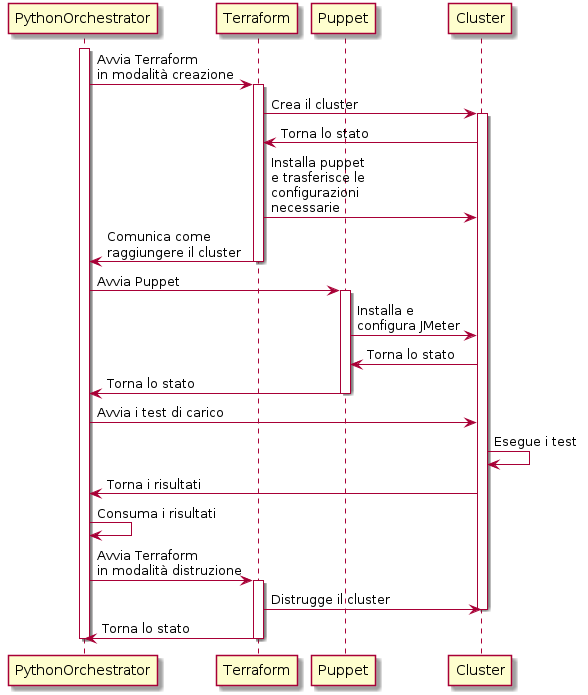 PythonOrchestrator
Terraform
Puppet
Cluster
Avvia Terraform
in modalità creazione
Crea il cluster
Torna lo stato
Installa puppet
e trasferisce le
configurazioni
necessarie
Comunica come
raggiungere il cluster
Avvia Puppet
Installa e
configura JMeter
Torna lo stato
Torna lo stato
Avvia i test di carico
Esegue i test
Torna i risultati
Consuma i risultati
Avvia Terraform
in modalità distruzione
Distrugge il cluster
Torna lo stato
PythonOrchestrator
Terraform
Puppet
Cluster